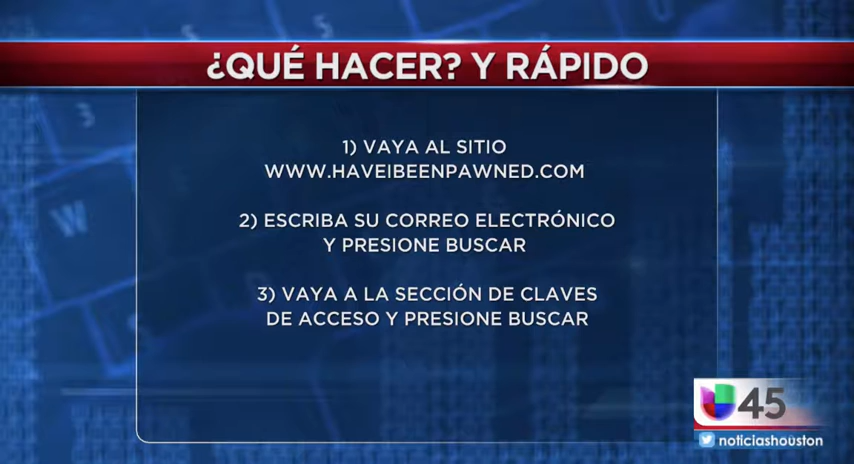 ¿QUÉ HACER? Y RÁPIDO
1) VAYA AL SITIO
WWW.HAVEIBEENPAWNED.COM
2) ESCRIBA SU CORREO ELECTRÓNICO
Y PRESIONE BUSCAR
3) VAYA A LA SECCIÓN DE CLAVES
DE ACCESO Y PRESIONE BUSCAR
45
noticiashouston